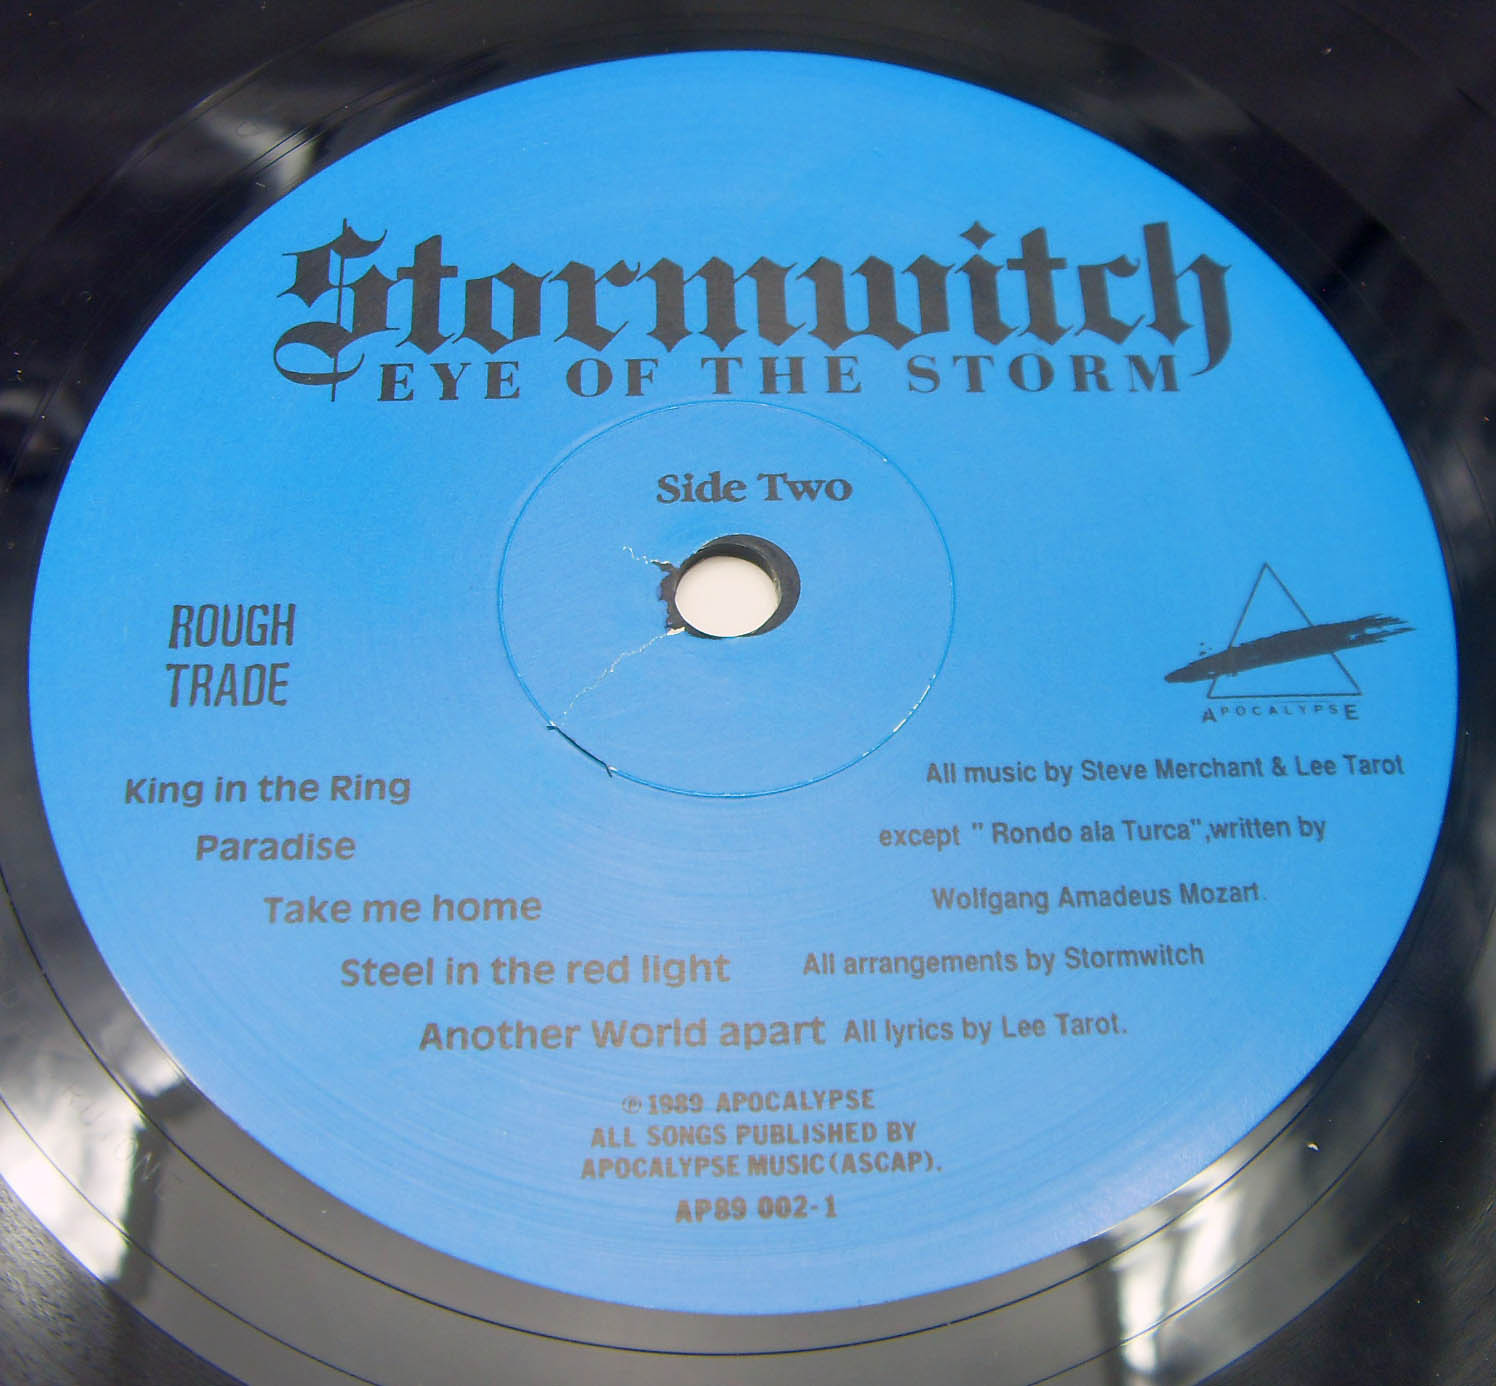 Stormwitch
EYE OF THE STORM
Side Two
ROUGH
TRADE
APOCALYPSE
King in the Ring
Paradise
Take me home
Steel in the red light
Another World apart
All music by Steve Merchant & Lee Tarot
except " Rondo ala Turca",written by
Wolfgang Amadeus Mozart.
All arrangements by Stormwitch
All lyrics by Lee Tarot.
℗ 1989 APOCALYPSE
ALL SONGS PUBLISHED BY
APOCALYPSE MUSIC (ASCAP).
AP89 002-1